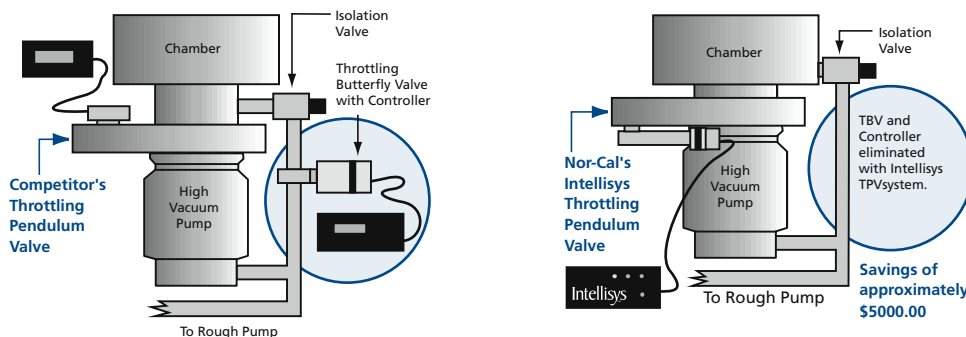 Isolation
Valve
Chamber
Throttling
Butterfly Valve
with Controller
Competitor's
Throttling
Pendulum
Valve
High
Vacuum
Pump
To Rough Pump
Isolation
Valve
Chamber
TBV and
Controller
eliminated
with Intellisys
TPVsystem.
Nor-Cal's
Intellisys
Throttling
Pendulum
Valve
High
Vacuum
Pump
Intellisys
To Rough Pump
Savings of
approximately
$5000.00